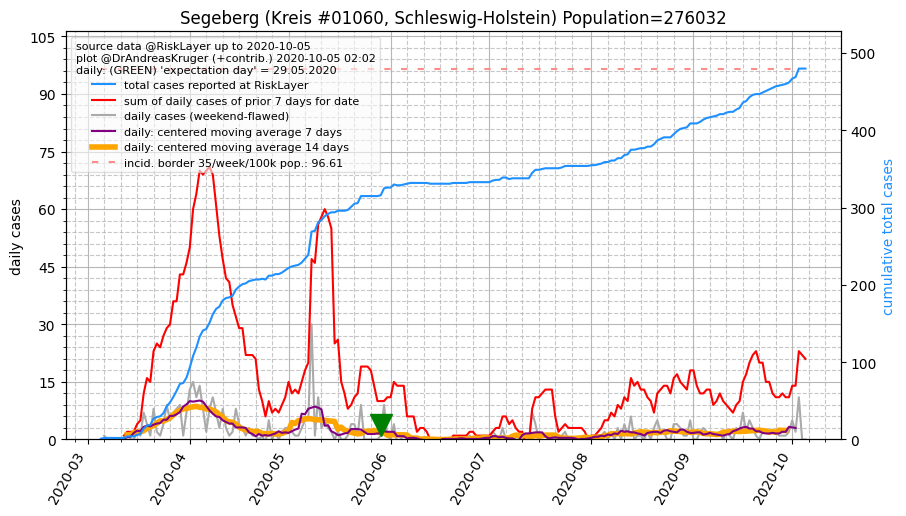 Segeberg (Kreis #01060, Schleswig-Holstein) Population=276032
source data @RiskLayer up to 2020-10-05
plot @DrAndreasKruger (+contrib.) 2020-10-05 02:02
daily: (GREEN) 'expectation day' = 29.05.2020
total cases reported at RiskLayer
sum of daily cases of prior 7 days for date
daily cases (weekend-flawed)
daily: centered moving average 7 days
daily: centered moving average 14 days
incid. border 35/week/100k pop.: 96.61
daily cases
105
90
75
60
45
30
15
0
cumulative total cases
500
400
300
200
100
0
2020-03
2020-04
2020-05
2020-06
2020-07
2020-08
2020-09
2020-10